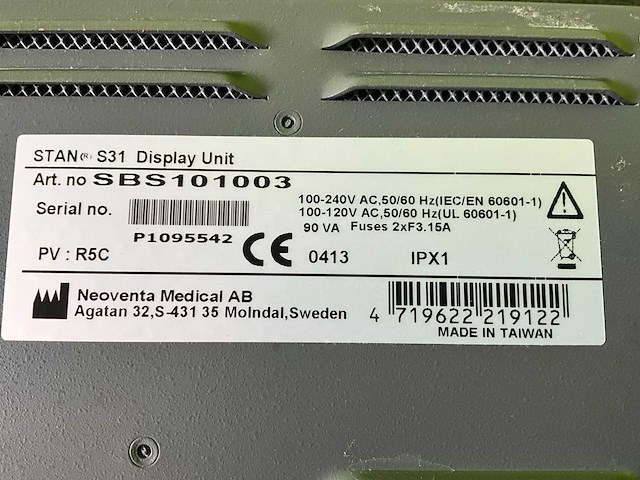 STAN(R) S31 Display Unit
Art. no SBS101003
Serial no.
P1095542
100-240V AC,50/60 Hz(IEC/EN 60601-1)
100-120V AC,50/60 Hz(UL 60601-1)
90 VA Fuses 2xF3.15A
PV : R5C
CE 0413
IPX1
Neoventa Medical AB
Agatan 32,S-431 35 Molndal,Sweden
4 719622 219122
MADE IN TAIWAN